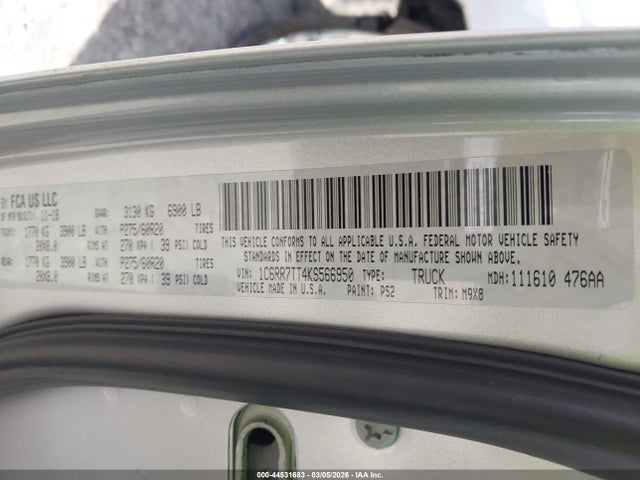 BY FCA US LLC
OF MFR/BUILT: 11-18 GVWR: 3130 KG 6900 LB
FRONT: 1770 KG 3900 LB WITH P275/60R20 TIRES
20X8.0 RIMS AT 270 KPA ( 39 PSI) COLD
REAR: 1770 KG 3900 LB WITH P275/60R20 TIRES
20X8.0 RIMS AT 270 KPA ( 39 PSI) COLD
THIS VEHICLE CONFORMS TO ALL APPLICABLE U.S.A. FEDERAL MOTOR VEHICLE SAFETY
STANDARDS IN EFFECT ON THE DATE OF MANUFACTURE SHOWN ABOVE.
VIN: 1C6RR7TT4KS566950 TYPE: TRUCK MDH: 111610 476AA
VEHICLE MADE IN U.S.A. PAINT: PS2 TRIM: M9X8
000-44531683 - 03/05/2026 - iaai.com